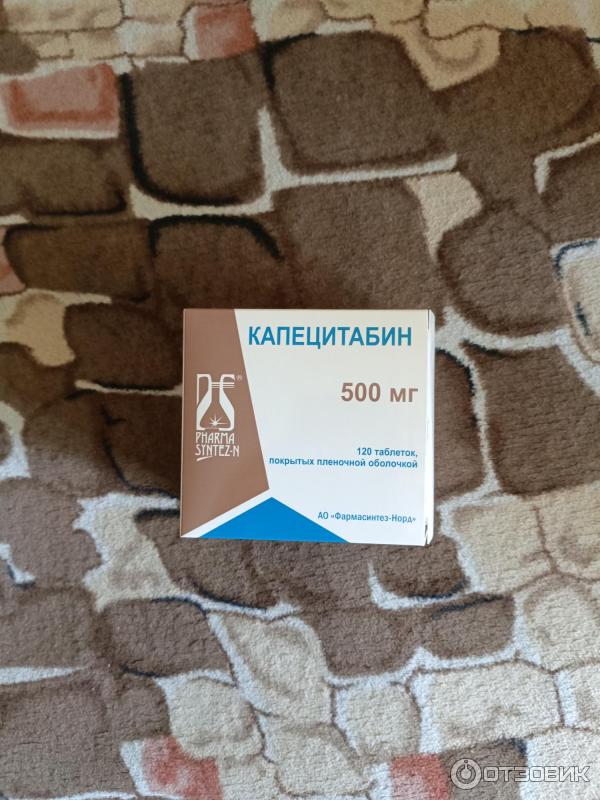 КАПЕЦИТАБИН
500 мг
PHARMA
SYNTEZ-N
120 таблеток,
покрытых пленочной оболочкой
АО «Фармасинтез-Норд»
ОТЗОВИК